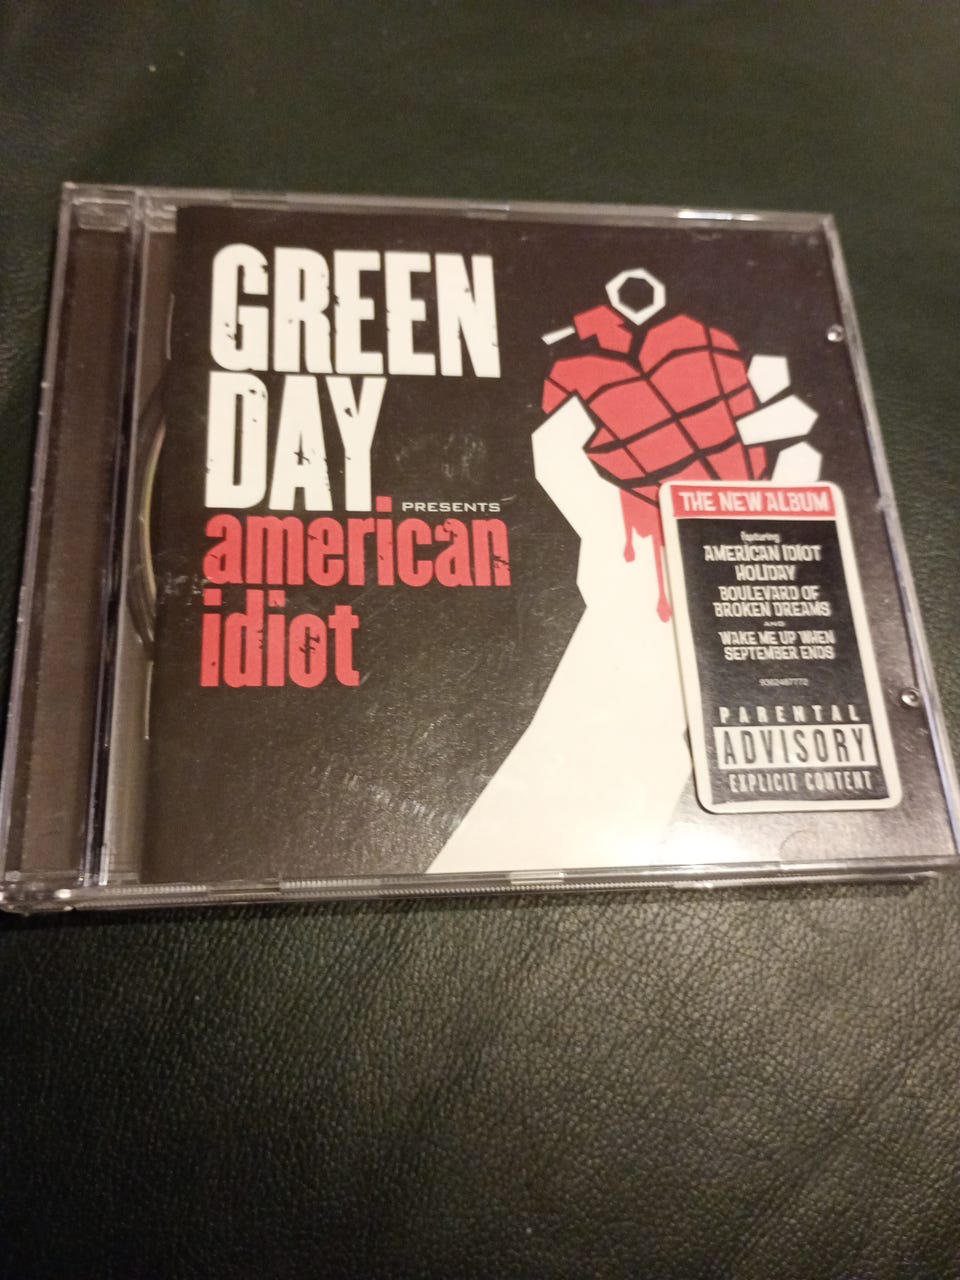 GREEN
DAY
PRESENTS
american
idiot
THE NEW ALBUM
featuring
AMERICAN IDIOT
HOLIDAY
BOULEVARD OF
BROKEN DREAMS
AND
WAKE ME UP WHEN
SEPTEMBER ENDS
9362487772
PARENTAL
ADVISORY
EXPLICIT CONTENT